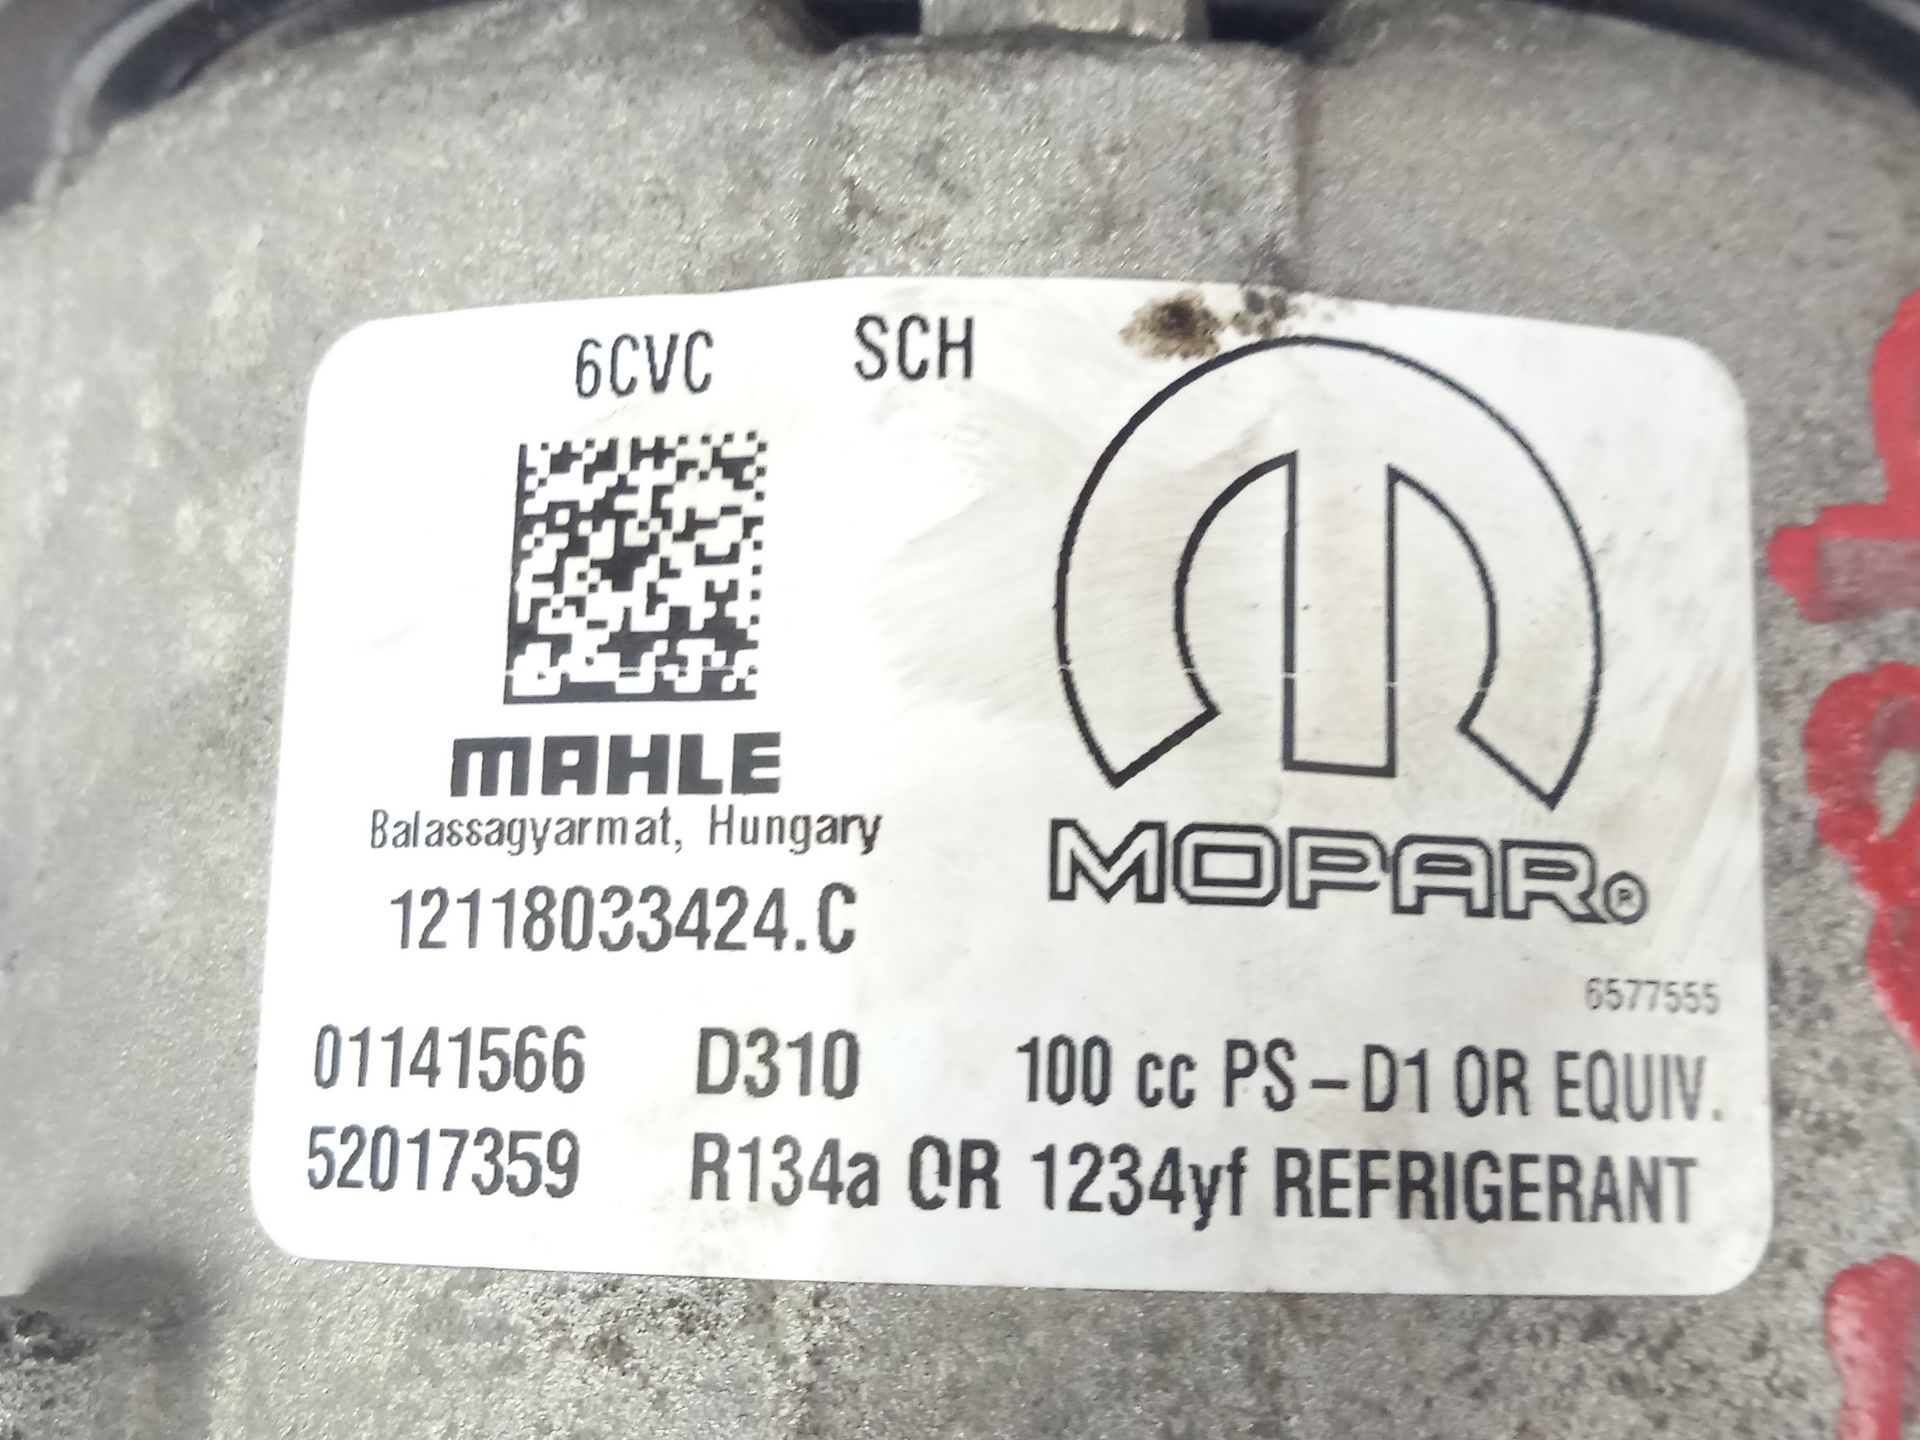 6CVC SCH
MAHLE
Balassagyarmat, Hungary
12118033424.C
MOPAR®
6577555
01141566 D310 100 cc PS-D1 OR EQUIV.
52017359 R134a OR 1234yf REFRIGERANT